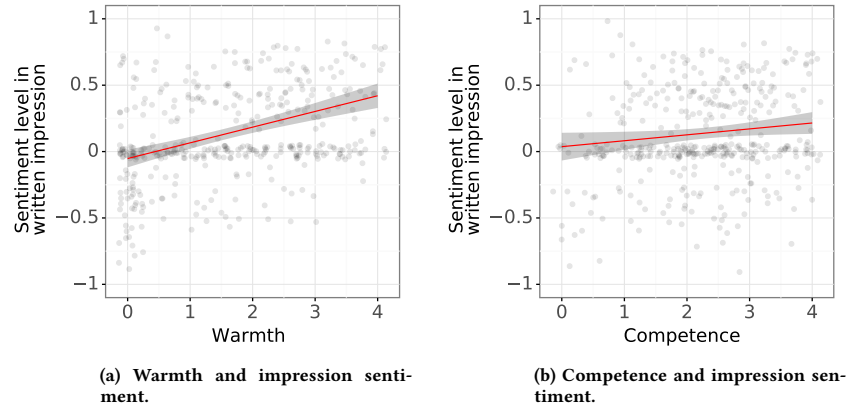 1
0.5
0
−0.5
−1
Sentiment level in
written impression
0 1 2 3 4
Warmth
(a) Warmth and impression senti-
ment.
1
0.5
0
−0.5
−1
Sentiment level in
written impression
0 1 2 3 4
Competence
(b) Competence and impression sen-
timent.